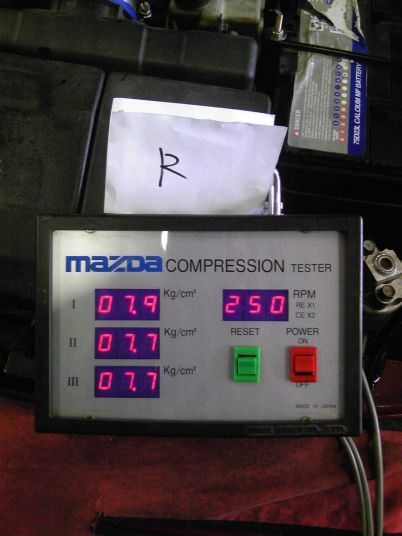 75D23L CALCIUM MF BATTERY
DANGER
R
mazda COMPRESSION TESTER
I 07.9 Kg/cm²
250 RPM
RE X1
CE X2
II 07.7 Kg/cm²
RESET
POWER
ON
III 07.7 Kg/cm²
OFF
MADE IN JAPAN